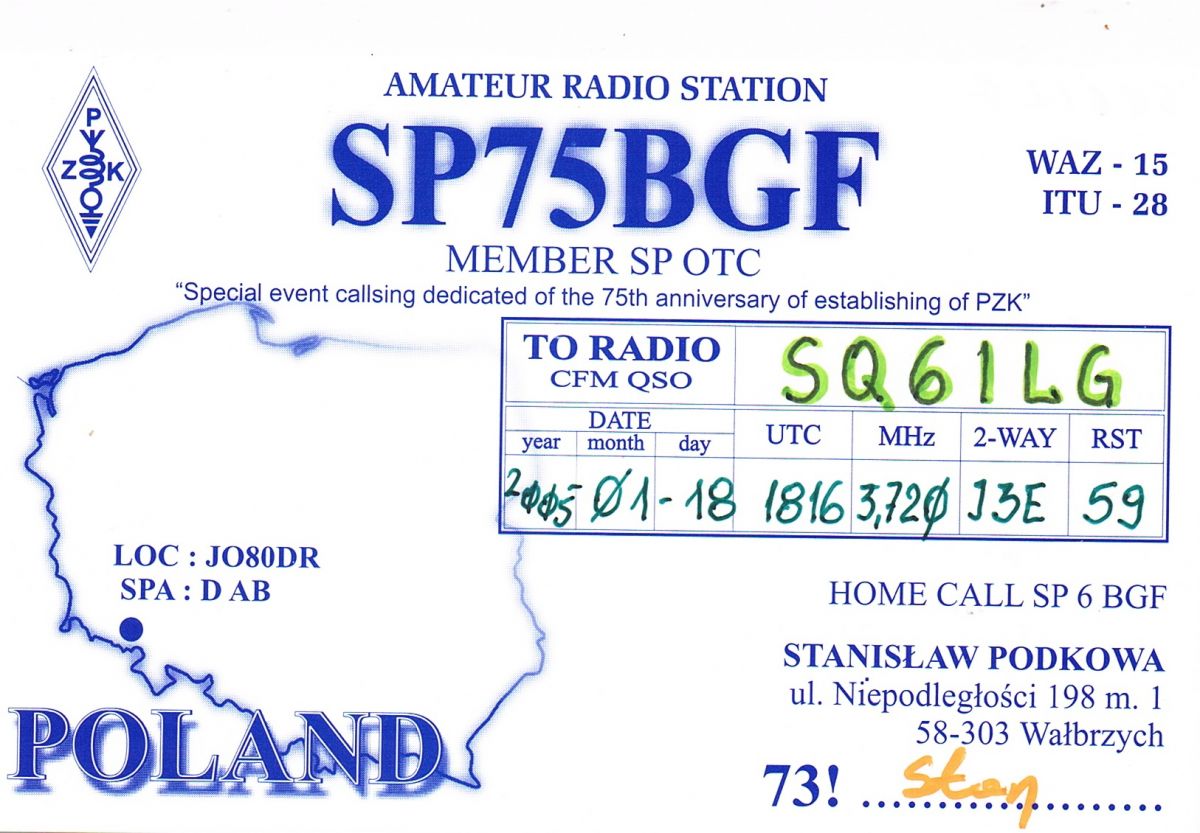 AMATEUR RADIO STATION
SP75BGF
P
Z K
WAZ - 15
ITU - 28
MEMBER SP OTC
“Special event callsing dedicated of the 75th anniversary of establishing of PZK”
TO RADIO
CFM QSO
SQ6ILG
DATE
year month day
UTC MHz 2-WAY RST
2005 01 - 18 1816 3,720 J3E 59
LOC : JO80DR
SPA : D AB
HOME CALL SP 6 BGF
STANISŁAW PODKOWA
ul. Niepodległości 198 m. 1
58-303 Wałbrzych
POLAND
73! Stan